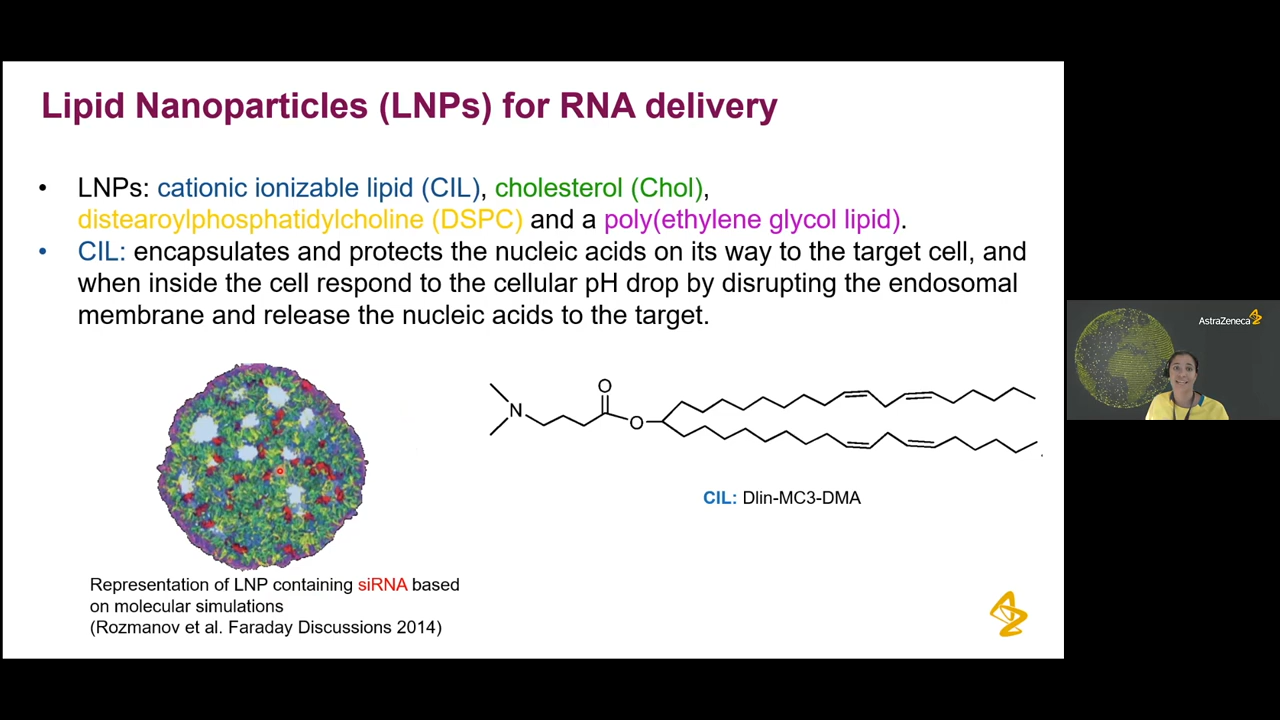 Lipid Nanoparticles (LNPs) for RNA delivery
• LNPs: cationic ionizable lipid (CIL), cholesterol (Chol),
distearoylphosphatidylcholine (DSPC) and a poly(ethylene glycol lipid).
• CIL: encapsulates and protects the nucleic acids on its way to the target cell, and
when inside the cell respond to the cellular pH drop by disrupting the endosomal
membrane and release the nucleic acids to the target.
O
N
O
CIL: Dlin-MC3-DMA
Representation of LNP containing siRNA based
on molecular simulations
(Rozmanov et al. Faraday Discussions 2014)
AstraZeneca